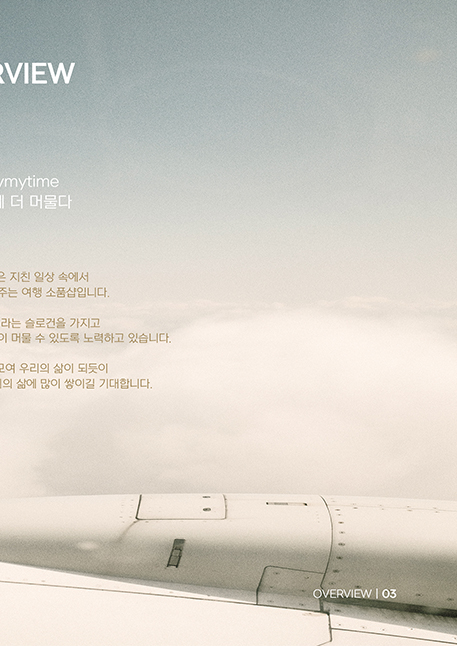 RVIEW
ymytime
에 더 머물다
은 지친 일상 속에서
주는 여행 소품샵입니다.
라는 슬로건을 가지고
이 머물 수 있도록 노력하고 있습니다.
모여 우리의 삶이 되듯이
의 삶에 많이 쌓이길 기대합니다.
OVERVIEW | 03